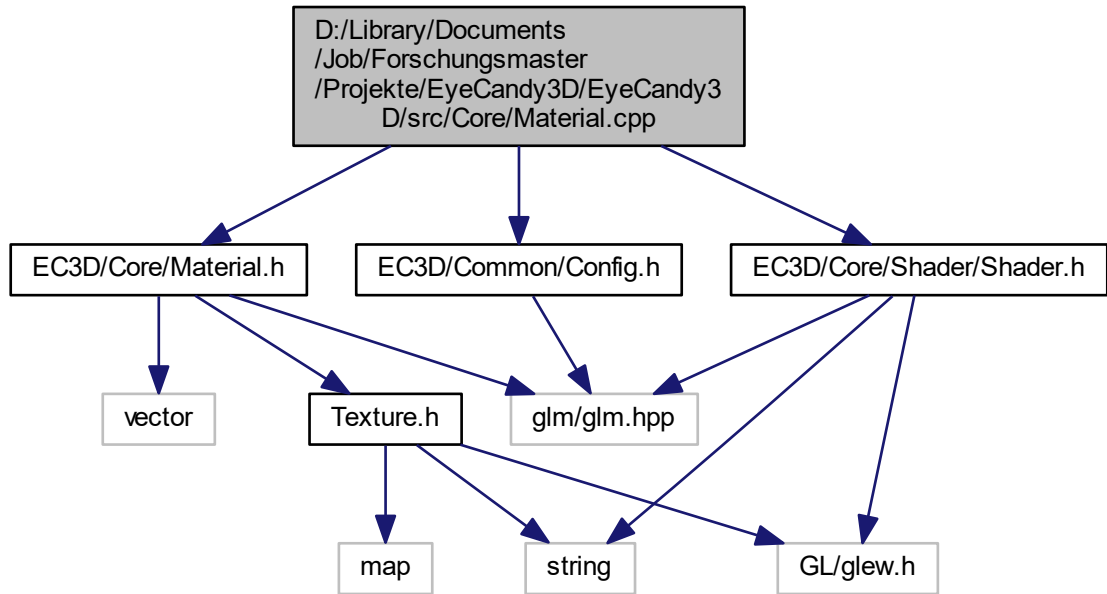 D:/Library/Documents
/Job/Forschungsmaster
/Projekte/EyeCandy3D/EyeCandy3
D/src/Core/Material.cpp
EC3D/Core/Material.h
EC3D/Common/Config.h
EC3D/Core/Shader/Shader.h
vector
Texture.h
glm/glm.hpp
map
string
GL/glew.h